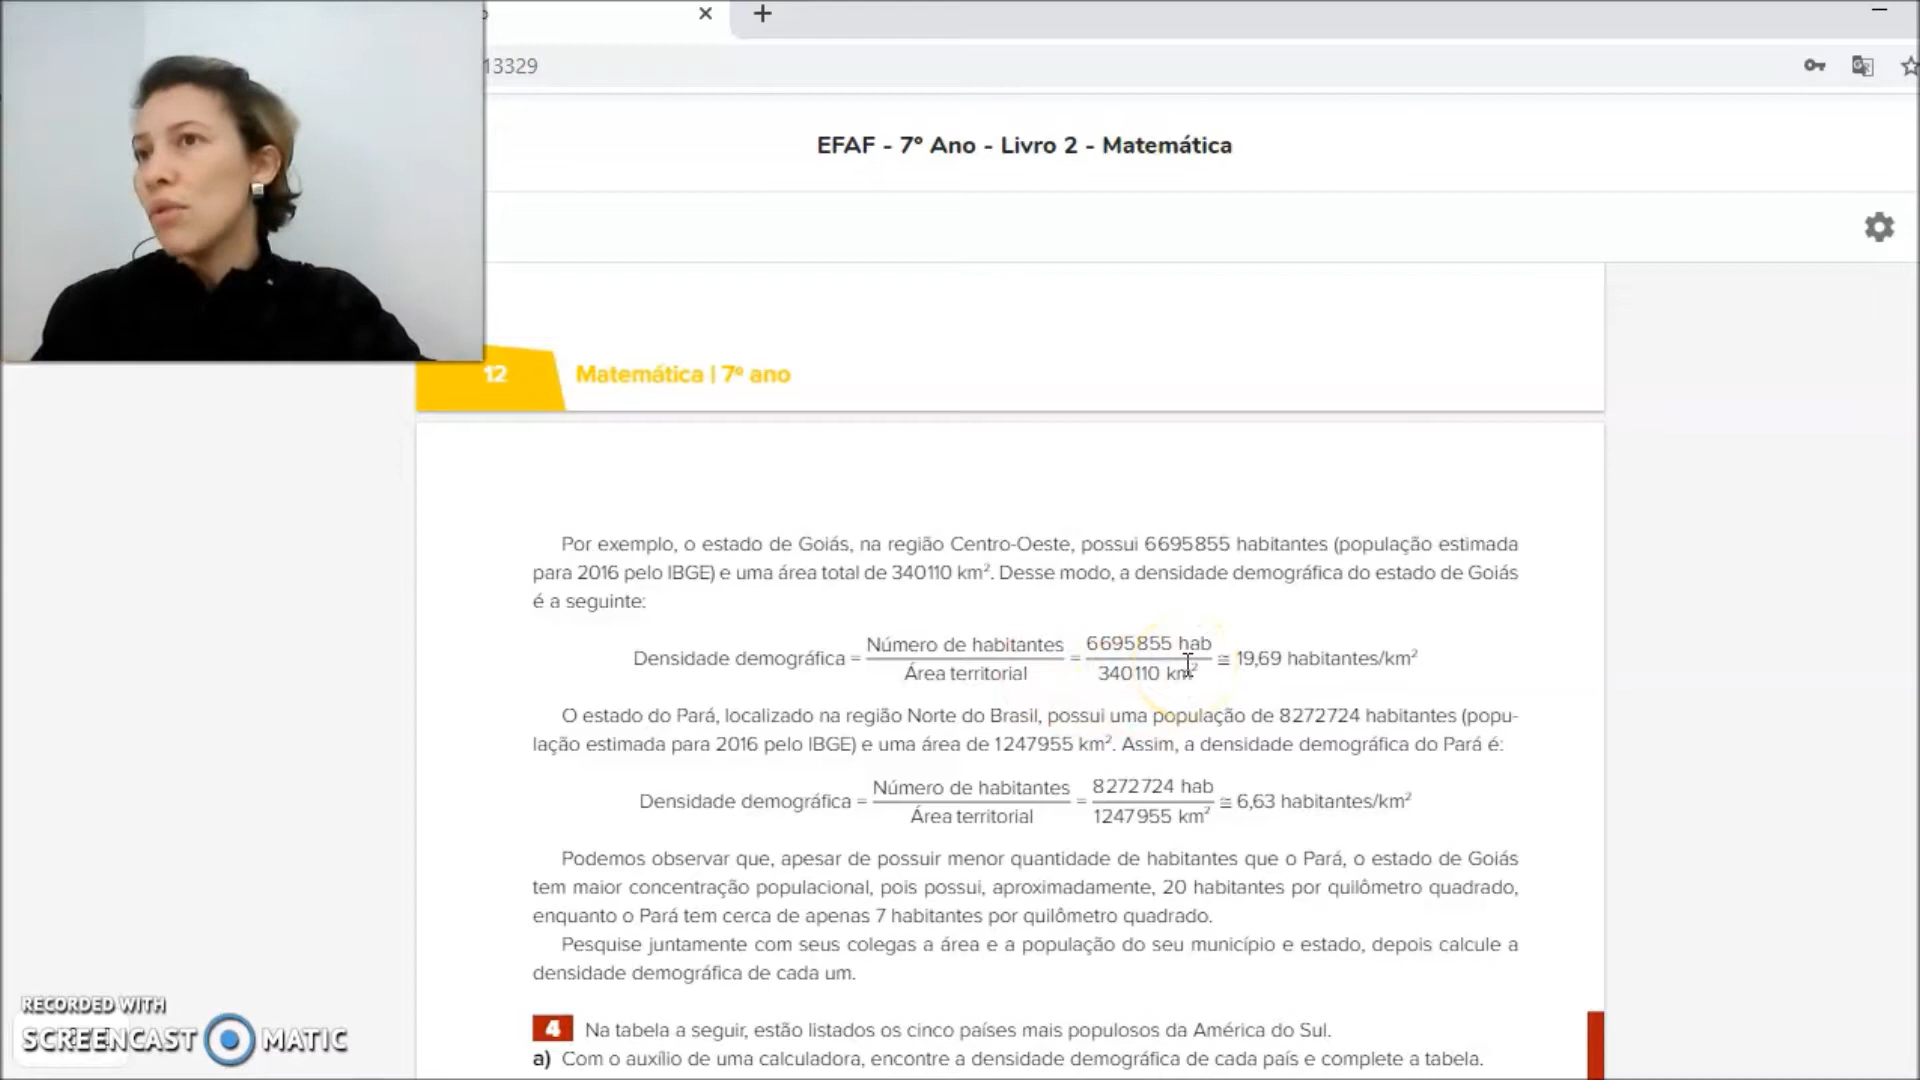 13329
EFAF - 7º Ano - Livro 2 - Matemática
12 Matemática | 7º ano
Por exemplo, o estado de Goiás, na região Centro-Oeste, possui 6695855 habitantes (população estimada
para 2016 pelo IBGE) e uma área total de 340110 km². Desse modo, a densidade demográfica do estado de Goiás
é a seguinte:
Densidade demográfica = Número de habitantes / Área territorial = 6695855 hab / 340110 km² ≅ 19,69 habitantes/km²
O estado do Pará, localizado na região Norte do Brasil, possui uma população de 8272724 habitantes (popu-
lação estimada para 2016 pelo IBGE) e uma área de 1247955 km². Assim, a densidade demográfica do Pará é:
Densidade demográfica = Número de habitantes / Área territorial = 8272724 hab / 1247955 km² ≅ 6,63 habitantes/km²
Podemos observar que, apesar de possuir menor quantidade de habitantes que o Pará, o estado de Goiás
tem maior concentração populacional, pois possui, aproximadamente, 20 habitantes por quilômetro quadrado,
enquanto o Pará tem cerca de apenas 7 habitantes por quilômetro quadrado.
Pesquise juntamente com seus colegas a área e a população do seu município e estado, depois calcule a
densidade demográfica de cada um.
4 Na tabela a seguir, estão listados os cinco países mais populosos da América do Sul.
a) Com o auxílio de uma calculadora, encontre a densidade demográfica de cada país e complete a tabela.
RECORDED WITH
SCREENCAST MATIC